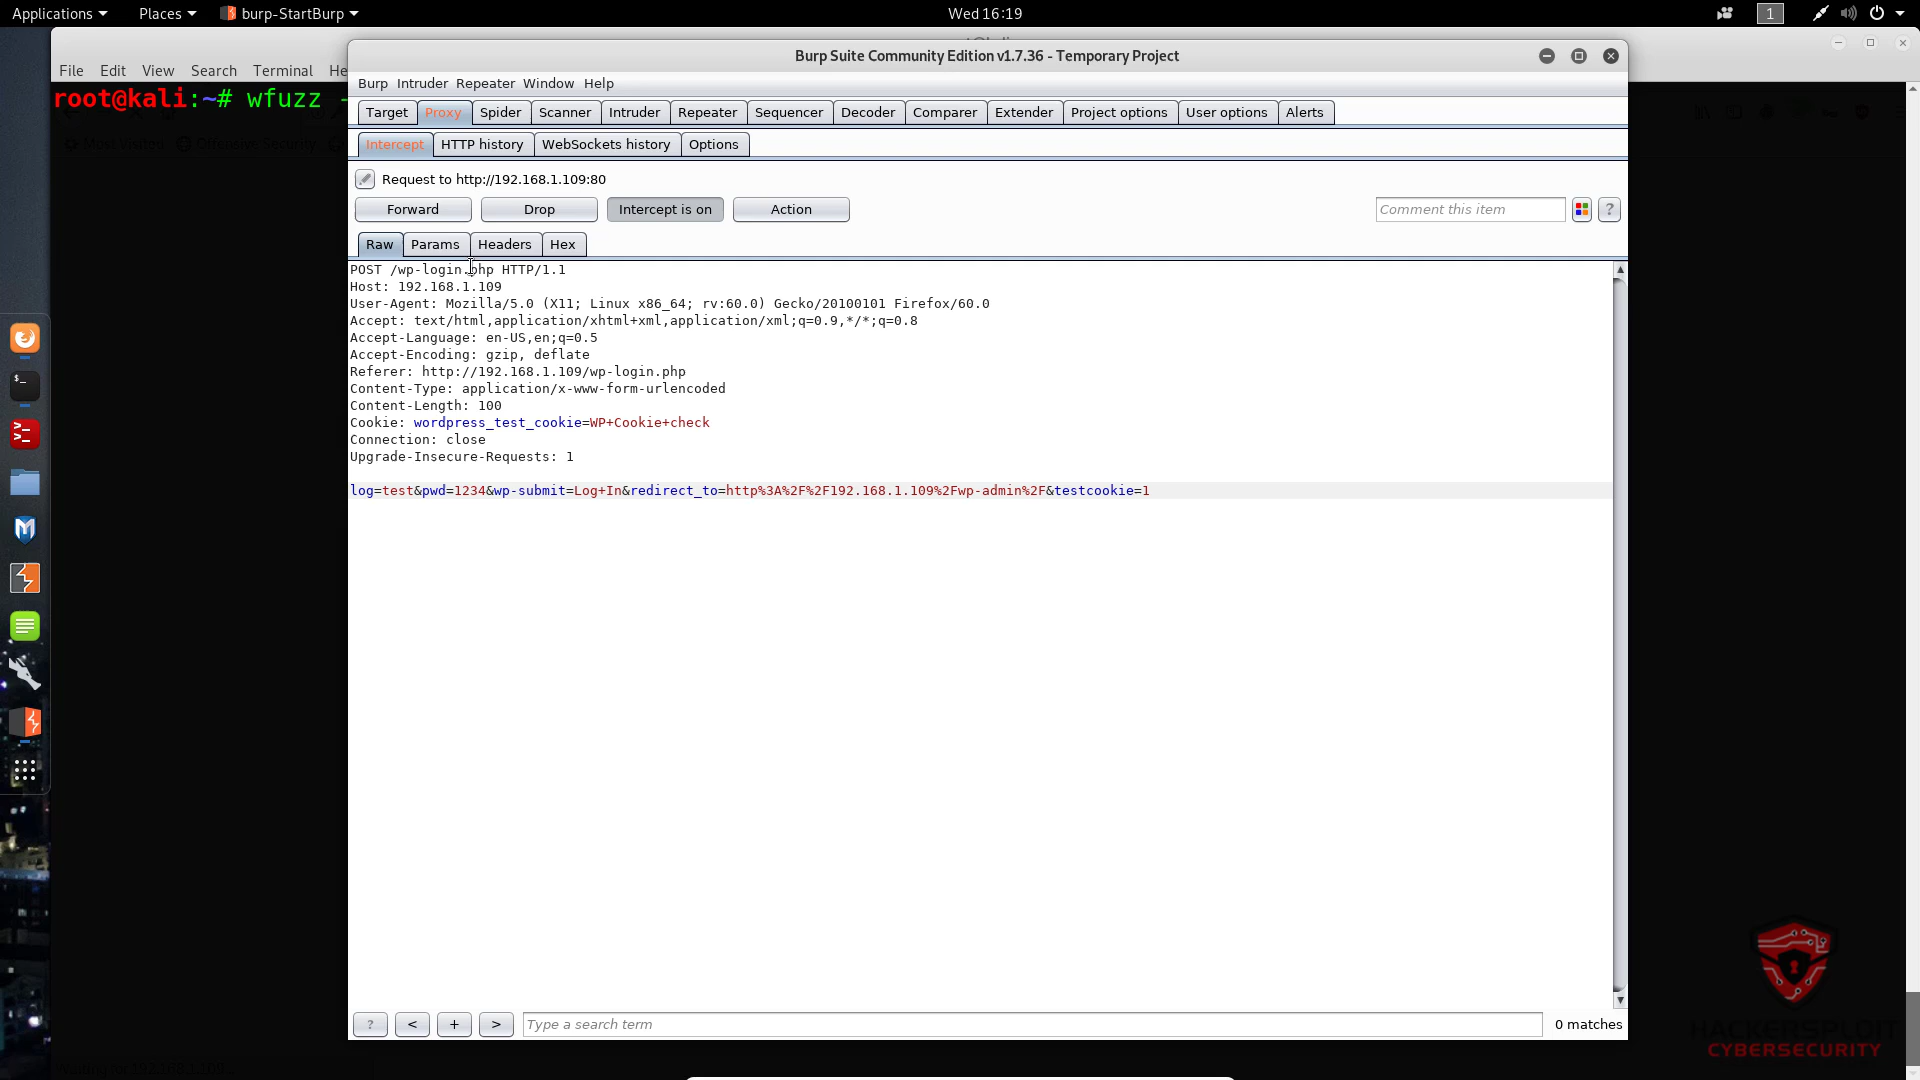 Applications Places burp-StartBurp Wed 16:19 1
Burp Suite Community Edition v1.7.36 - Temporary Project
File Edit View Search Terminal He
root@kali:~# wfuzz -
Burp Intruder Repeater Window Help
Target Proxy Spider Scanner Intruder Repeater Sequencer Decoder Comparer Extender Project options User options Alerts
Intercept HTTP history WebSockets history Options
Request to http://192.168.1.109:80
Forward Drop Intercept is on Action Comment this item ?
Raw Params Headers Hex
POST /wp-login.php HTTP/1.1
Host: 192.168.1.109
User-Agent: Mozilla/5.0 (X11; Linux x86_64; rv:60.0) Gecko/20100101 Firefox/60.0
Accept: text/html,application/xhtml+xml,application/xml;q=0.9,*/*;q=0.8
Accept-Language: en-US,en;q=0.5
Accept-Encoding: gzip, deflate
Referer: http://192.168.1.109/wp-login.php
Content-Type: application/x-www-form-urlencoded
Content-Length: 100
Cookie: wordpress_test_cookie=WP+Cookie+check
Connection: close
Upgrade-Insecure-Requests: 1
log=test&pwd=1234&wp-submit=Log+In&redirect_to=http%3A%2F%2F192.168.1.109%2Fwp-admin%2F&testcookie=1
? < + > Type a search term 0 matches
HACKERSPLOIT
CYBERSECURITY